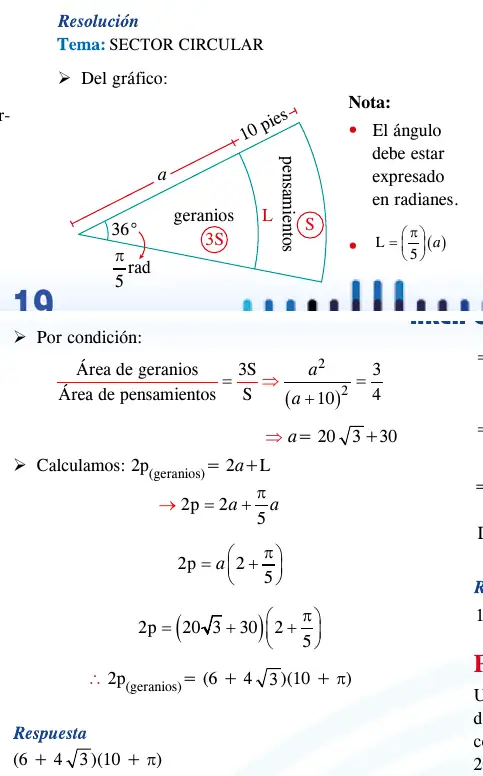 Resolución
Tema: SECTOR CIRCULAR
➢ Del gráfico:
r-
10 pies
a
36°
π/5 rad
geranios
3S
L
pensamientos
S
Nota:
• El ángulo
debe estar
expresado
en radianes.
• L = (π/5)(a)
19
➢ Por condición:
Área de geranios / Área de pensamientos = 3S/S ⇒ a²/(a+10)² = 3/4
⇒ a = 20√3 + 30
➢ Calculamos: 2p(geranios) = 2a + L
→ 2p = 2a + π/5 a
2p = a(2 + π/5)
2p = (20√3 + 30)(2 + π/5)
∴ 2p(geranios) = (6 + 4√3)(10 + π)
Respuesta
(6 + 4√3)(10 + π)